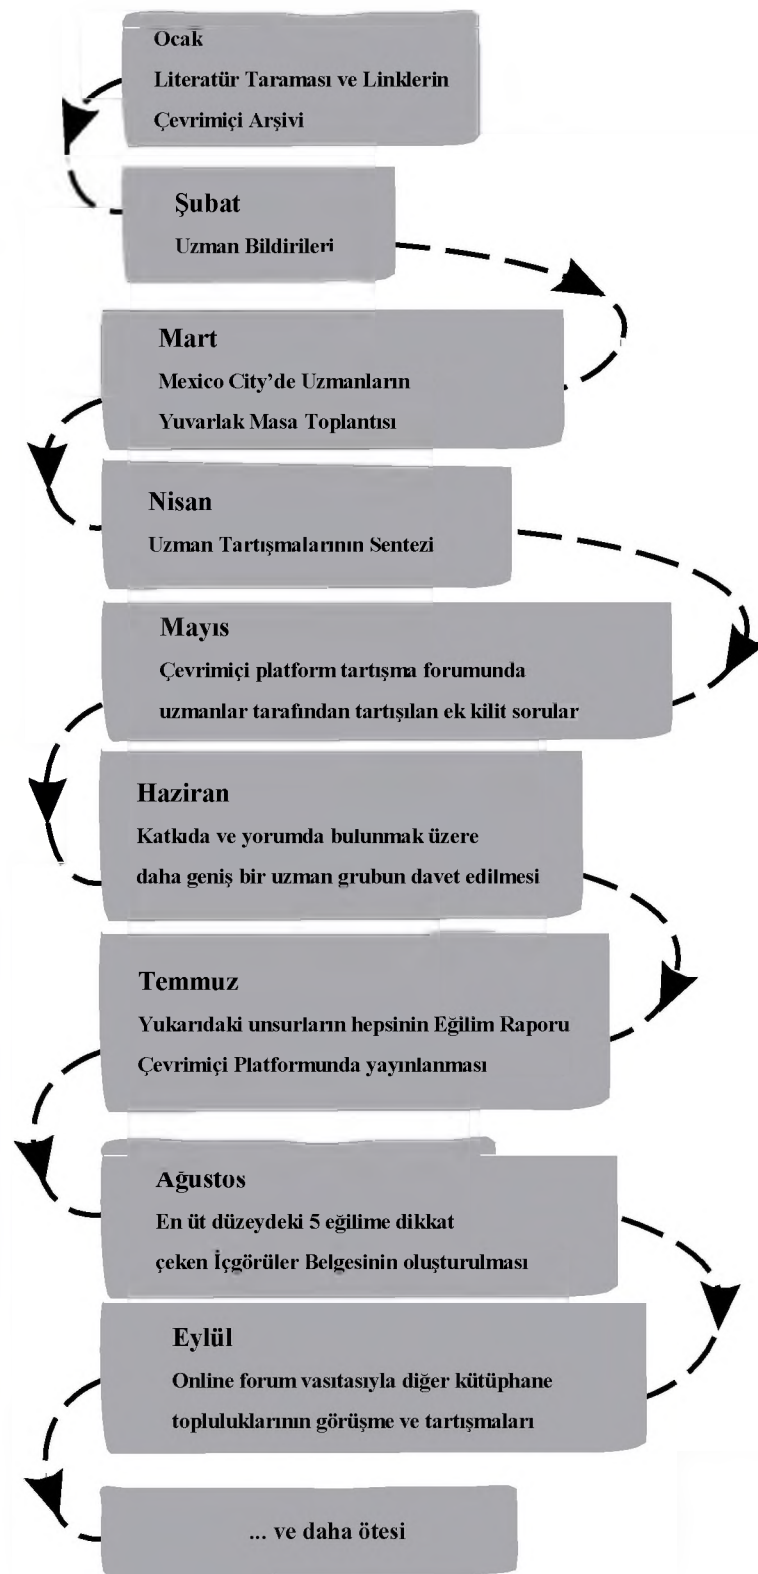 Ocak
Literatür Taraması ve Linklerin
Çevrimiçi Arşivi
Şubat
Uzman Bildirileri
Mart
Mexico City’de Uzmanların
Yuvarlak Masa Toplantısı
Nisan
Uzman Tartışmalarının Sentezi
Mayıs
Çevrimiçi platform tartışma forumunda
uzmanlar tarafından tartışılan ek kilit sorular
Haziran
Katkıda ve yorumda bulunmak üzere
daha geniş bir uzman grubun davet edilmesi
Temmuz
Yukarıdaki unsurların hepsinin Eğilim Raporu
Çevrimiçi Platformunda yayınlanması
Ağustos
En üt düzeydeki 5 eğilime dikkat
çeken İçgörüler Belgesinin oluşturulması
Eylül
Online forum vasıtasıyla diğer kütüphane
topluluklarının görüşme ve tartışmaları
... ve daha ötesi